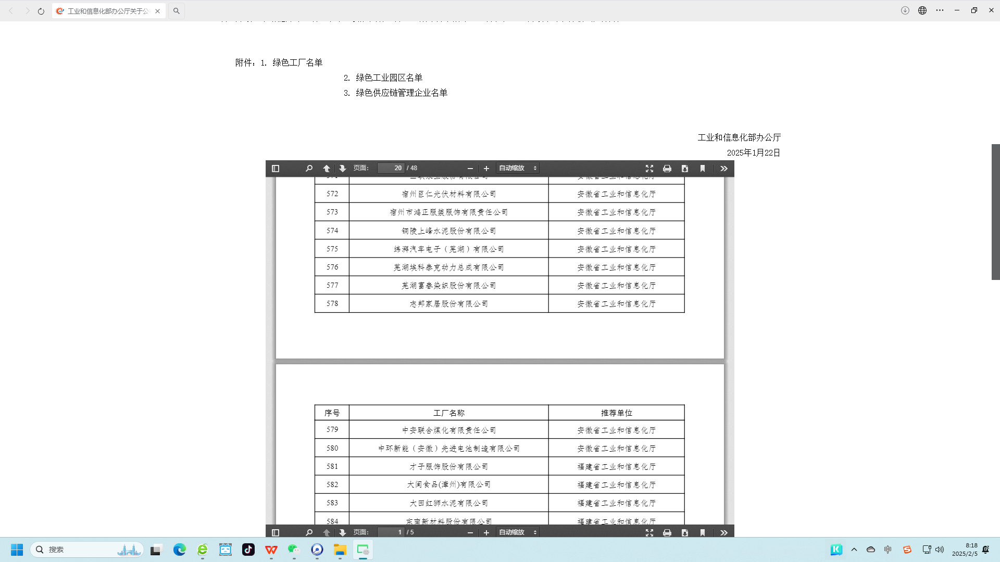 工业和信息化部办公厅关于公
附件：1. 绿色工厂名单
2. 绿色工业园区名单
3. 绿色供应链管理企业名单
工业和信息化部办公厅
2025年1月22日
页面： 20 / 48 自动缩放
572 宿州巨仁光伏材料有限公司 安徽省工业和信息化厅
573 宿州市鸿正服装服饰有限责任公司 安徽省工业和信息化厅
574 铜陵上峰水泥股份有限公司 安徽省工业和信息化厅
575 纬湃汽车电子（芜湖）有限公司 安徽省工业和信息化厅
576 芜湖埃科泰克动力总成有限公司 安徽省工业和信息化厅
577 芜湖富春染织股份有限公司 安徽省工业和信息化厅
578 志邦家居股份有限公司 安徽省工业和信息化厅
序号 工厂名称 推荐单位
579 中安联合煤化有限责任公司 安徽省工业和信息化厅
580 中环新能（安徽）先进电池制造有限公司 安徽省工业和信息化厅
581 才子服饰股份有限公司 福建省工业和信息化厅
582 大闽食品(漳州)有限公司 福建省工业和信息化厅
583 大田红狮水泥有限公司 福建省工业和信息化厅
584 东南新材料股份有限公司 福建省工业和信息化厅
页面： 1 / 5 自动缩放
搜索
中
8:18
2025/2/5